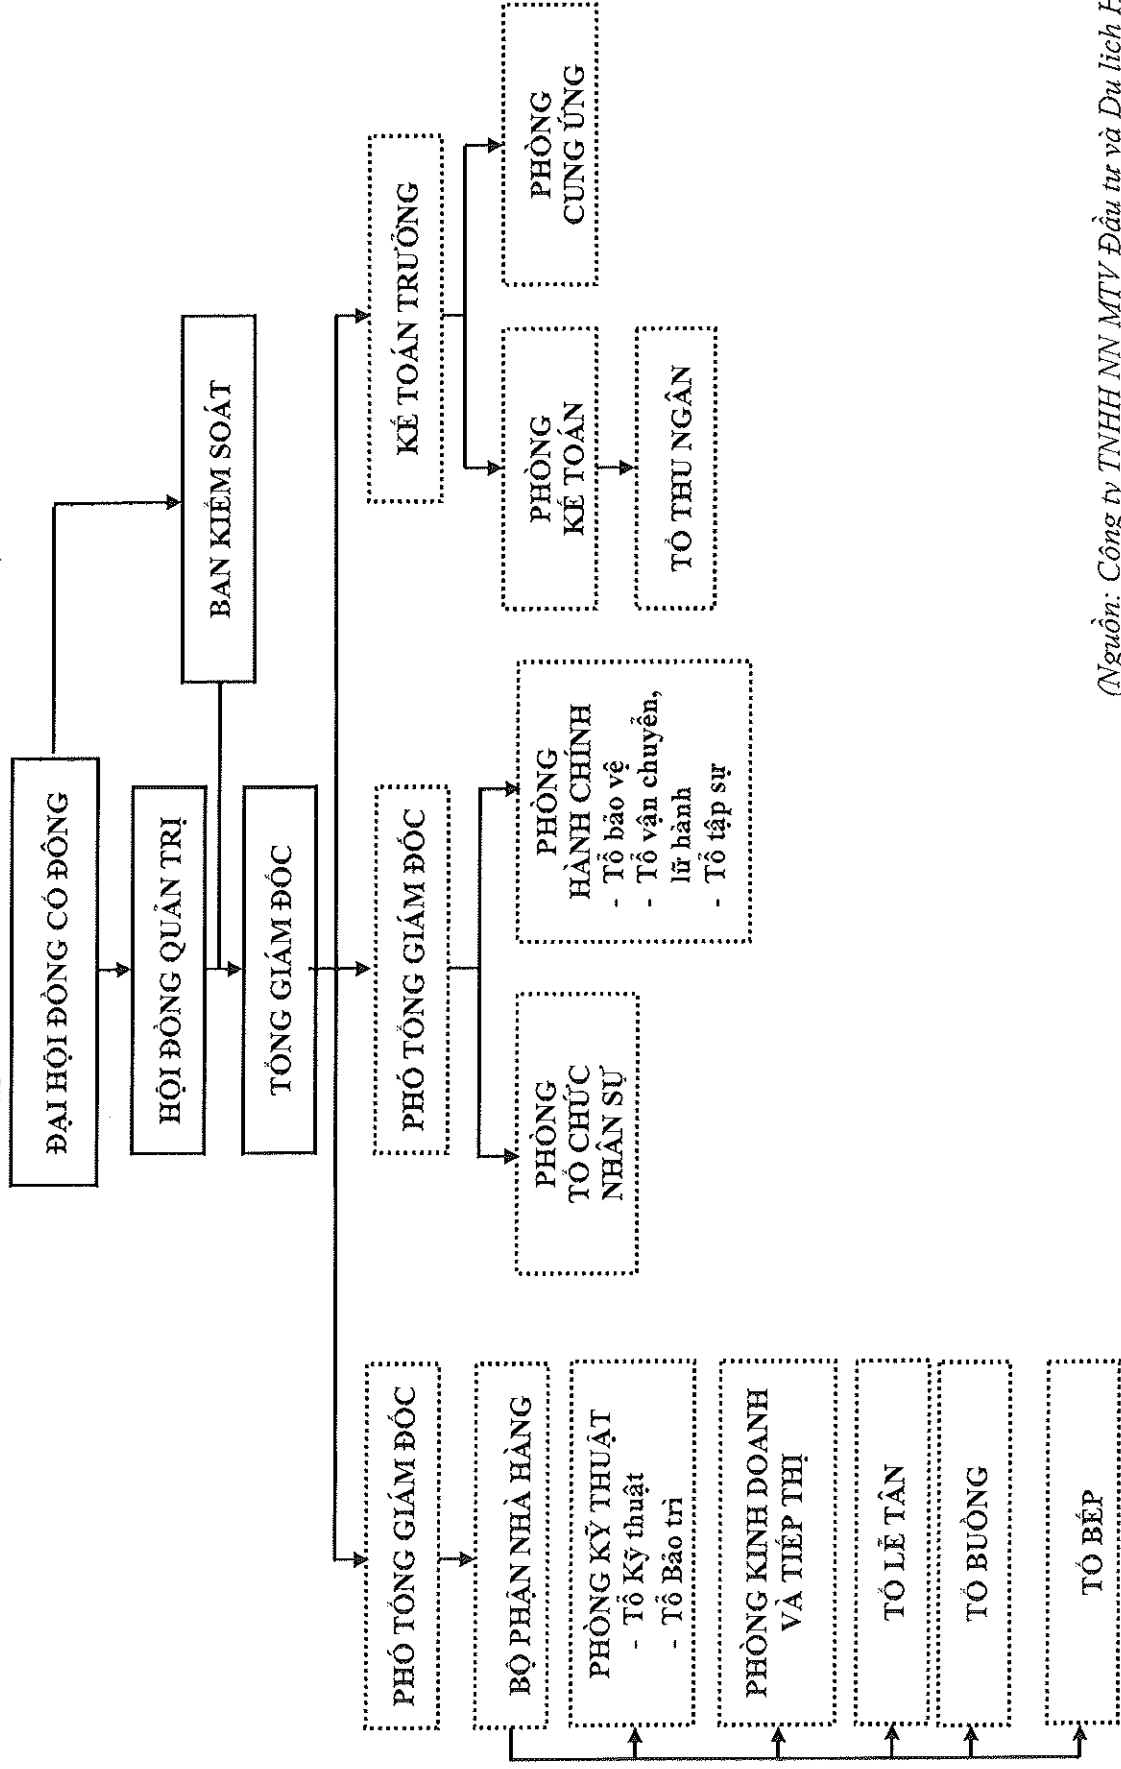 ĐẠI HỘI ĐỒNG CỔ ĐÔNG
HỘI ĐỒNG QUẢN TRỊ
BAN KIỂM SOÁT
TỔNG GIÁM ĐỐC
PHÓ TỔNG GIÁM ĐỐC
PHÓ TỔNG GIÁM ĐỐC
KẾ TOÁN TRƯỞNG
BỘ PHẬN NHÀ HÀNG
PHÒNG KỸ THUẬT
- Tổ Kỹ thuật
- Tổ Bảo trì
PHÒNG KINH DOANH
VÀ TIẾP THỊ
TỔ LỄ TÂN
TỔ BUỒNG
TỔ BẾP
PHÒNG
TỔ CHỨC
NHÂN SỰ
PHÒNG
HÀNH CHÍNH
- Tổ bảo vệ
- Tổ vận chuyển,
lữ hành
- Tổ tập sự
PHÒNG
KẾ TOÁN
TỔ THU NGÂN
PHÒNG
CUNG ỨNG
(Nguồn: Công ty TNHH NN MTV Đầu tư và Du lịch